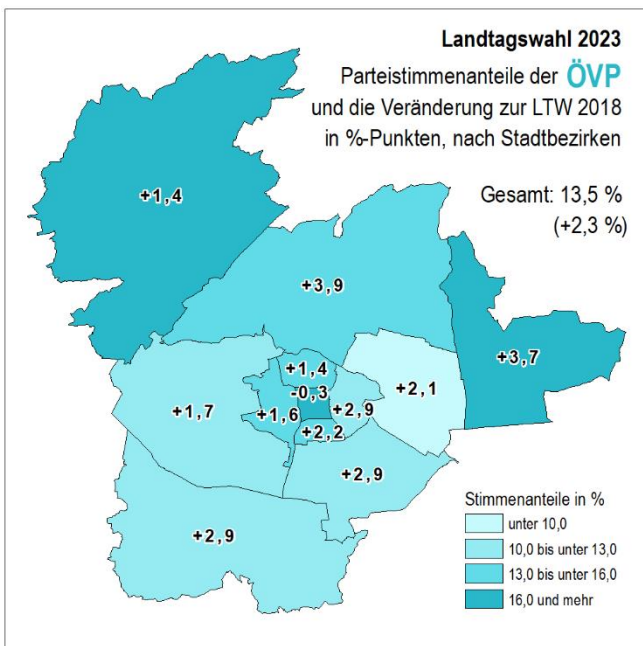 Landtagswahl 2023
Parteistimmenanteile der ÖVP
und die Veränderung zur LTW 2018
in %-Punkten, nach Stadtbezirken
Gesamt: 13,5 %
(+2,3 %)
+1,4
+3,9
+3,7
+1,4
+2,1
-0,3
+1,7
+1,6
+2,9
+2,2
+2,9
+2,9
Stimmenanteile in %
unter 10,0
10,0 bis unter 13,0
13,0 bis unter 16,0
16,0 und mehr